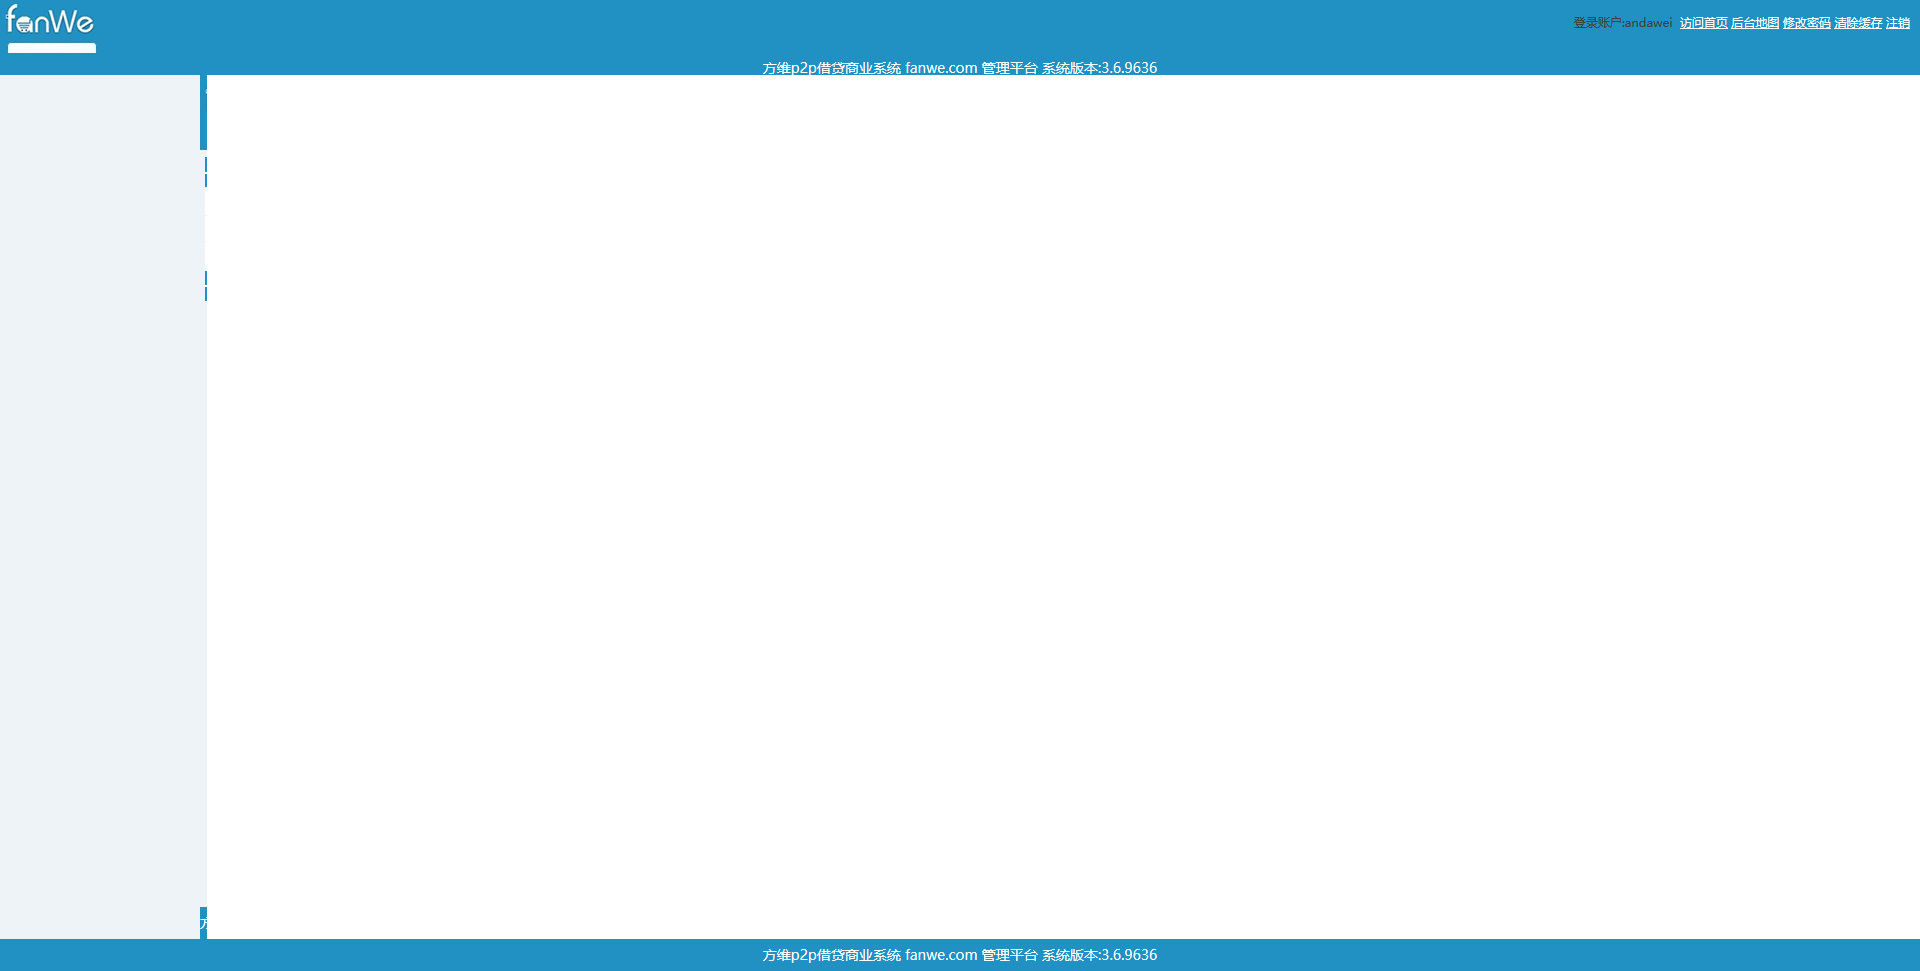 fanWe
登录账户:andawei 访问首页 后台地图 修改密码 清除缓存 注销
方维p2p借贷商业系统 fanwe.com 管理平台 系统版本:3.6.9636
方维p2p借贷商业系统 fanwe.com 管理平台 系统版本:3.6.9636